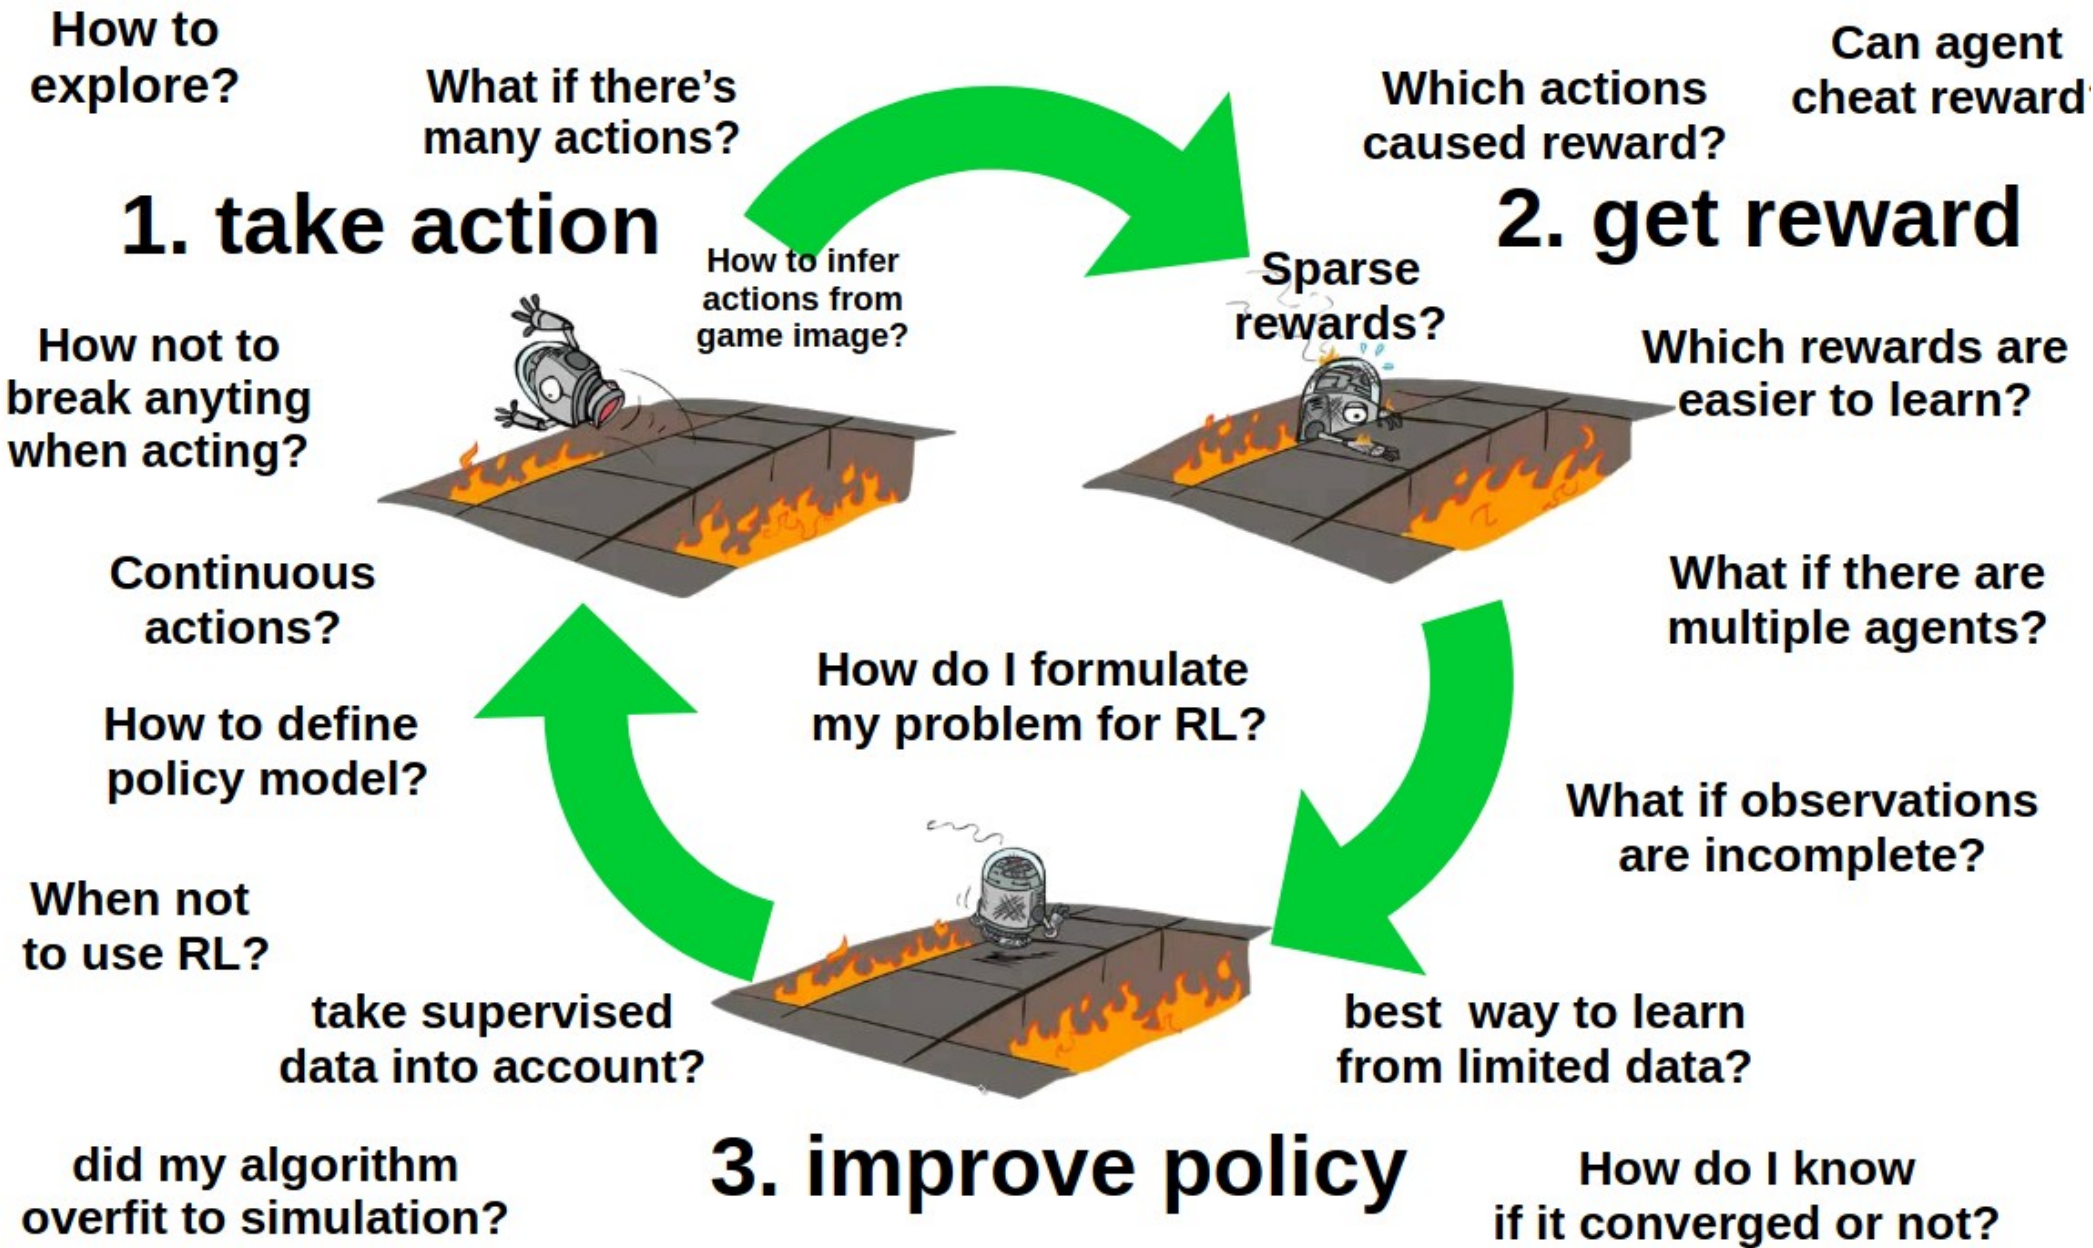 How to
explore?
What if there's
many actions?
Which actions
caused reward?
Can agent
cheat reward?
1. take action
2. get reward
How to infer
actions from
game image?
Sparse
rewards?
How not to
break anyting
when acting?
Which rewards are
easier to learn?
Continuous
actions?
What if there are
multiple agents?
How do I formulate
my problem for RL?
How to define
policy model?
What if observations
are incomplete?
When not
to use RL?
take supervised
data into account?
best  way to learn
from limited data?
3. improve policy
did my algorithm
overfit to simulation?
How do I know
if it converged or not?